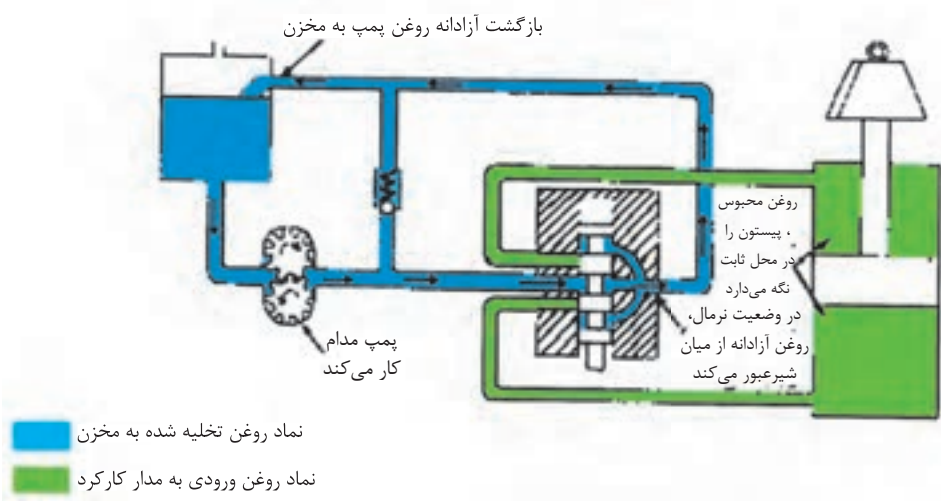 بازگشت آزادانه روغن پمپ به مخزن
روغن محبوس
، پیستون را
در محل ثابت
نگه می‌دارد
در وضعیت نرمال،
روغن آزادانه از میان
شیرعبور می‌کند
پمپ مدام
کار می‌کند
نماد روغن تخلیه شده به مخزن
نماد روغن ورودی به مدار کارکرد